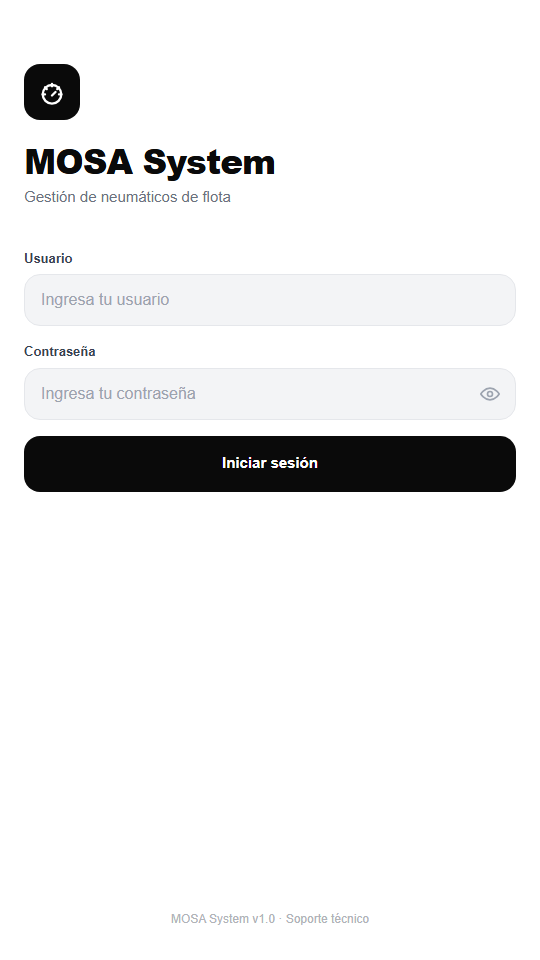 MOSA System
Gestión de neumáticos de flota
Usuario
Ingresa tu usuario
Contraseña
Ingresa tu contraseña
Iniciar sesión
MOSA System v1.0 · Soporte técnico